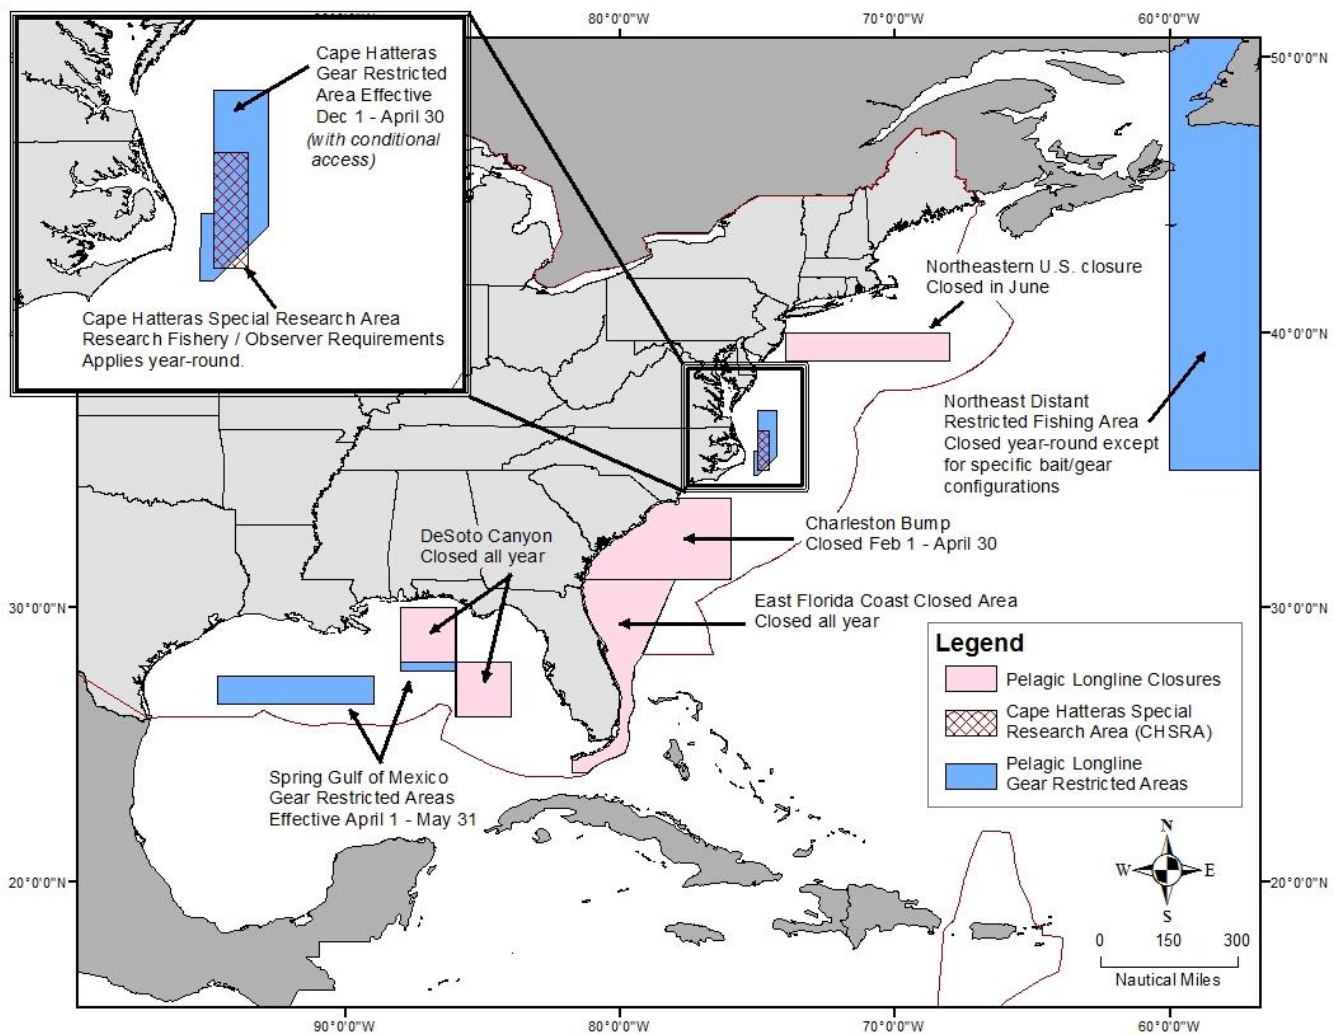 80°0'0"W
70°0'0"W
60°0'0"W
Cape Hatteras
Gear Restricted
Area Effective
Dec 1 - April 30
(with conditional
access)
50°0'0"N
Cape Hatteras Special Research Area
Research Fishery / Observer Requirements
Applies year-round.
Northeastern U.S. closure
Closed in June
40°0'0"N
Northeast Distant
Restricted Fishing Area
Closed year-round except
for specific bait/gear
configurations
DeSoto Canyon
Closed all year
Charleston Bump
Closed Feb 1 - April 30
East Florida Coast Closed Area
Closed all year
30°0'0"N
30°0'0"N
Legend
Pelagic Longline Closures
Cape Hatteras Special
Research Area (CHSRA)
Pelagic Longline
Gear Restricted Areas
Spring Gulf of Mexico
Gear Restricted Areas
Effective April 1 - May 31
N
W
E
S
20°0'0"N
20°0'0"N
0
150
300
Nautical Miles
90°0'0"W
80°0'0"W
70°0'0"W
60°0'0"W